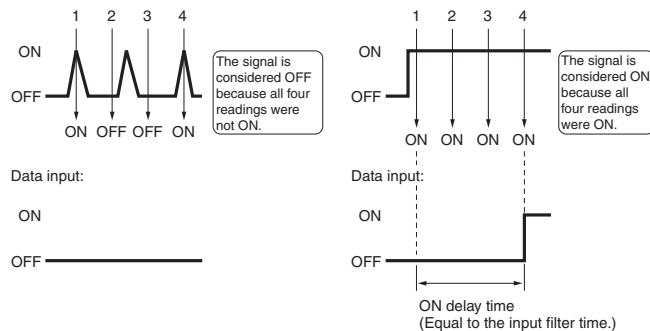 1 2 3 4
ON
OFF
ON OFF OFF ON
The signal is
considered OFF
because all four
readings were
not ON.
Data input:
ON
OFF
1 2 3 4
ON
OFF
ON ON ON ON
The signal is
considered ON
because all
four readings
were ON.
Data input:
ON
OFF
ON delay time
(Equal to the input filter time.)